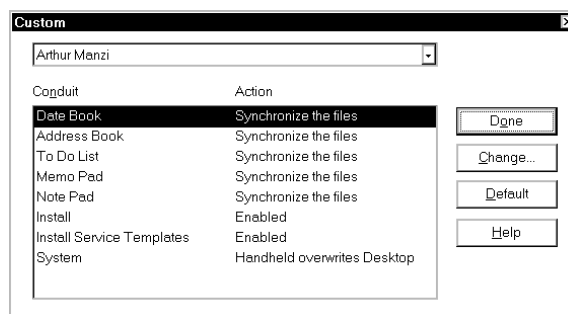 Custom
Arthur Manzi
Conduit Action
Date Book Synchronize the files
Address Book Synchronize the files
To Do List Synchronize the files
Memo Pad Synchronize the files
Note Pad Synchronize the files
Install Enabled
Install Service Templates Enabled
System Handheld overwrites Desktop
Done
Change...
Default
Help